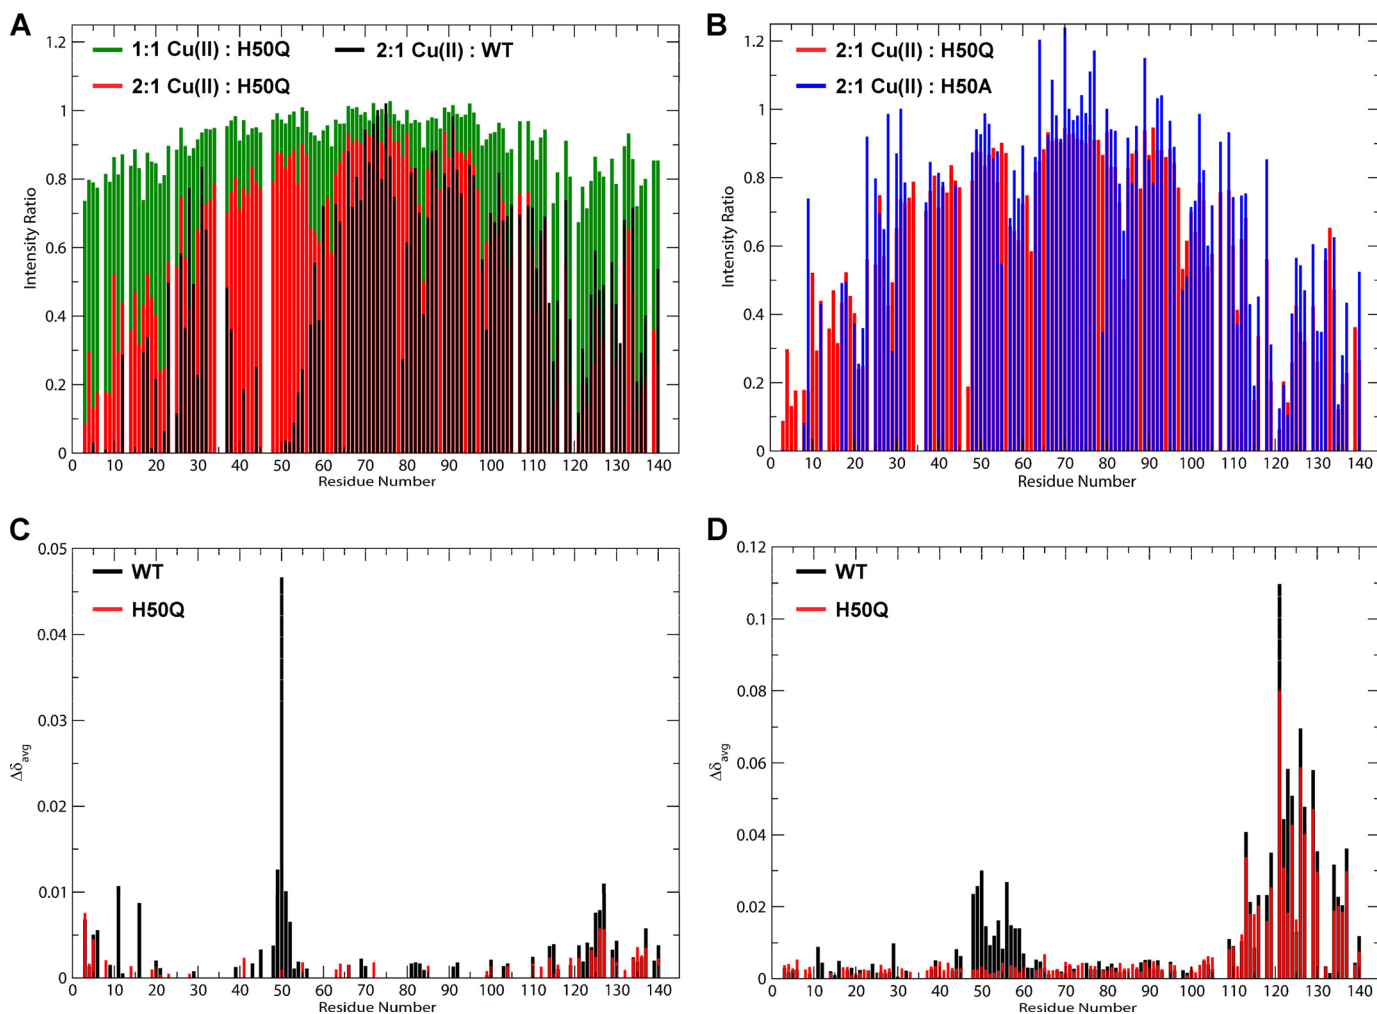 A
1:1 Cu(II) : H50Q
2:1 Cu(II) : WT
2:1 Cu(II) : H50Q
1.2
1
0.8
0.6
0.4
0.2
0
Intensity Ratio
0 10 20 30 40 50 60 70 80 90 100 110 120 130 140
Residue Number
B
2:1 Cu(II) : H50Q
2:1 Cu(II) : H50A
1.2
1
0.8
0.6
0.4
0.2
0
Intensity Ratio
0 10 20 30 40 50 60 70 80 90 100 110 120 130 140
Residue Number
C
WT
H50Q
0.05
0.04
0.03
0.02
0.01
0
Δδavg
0 10 20 30 40 50 60 70 80 90 100 110 120 130 140
Residue Number
D
WT
H50Q
0.12
0.1
0.08
0.06
0.04
0.02
0
Δδavg
0 10 20 30 40 50 60 70 80 90 100 110 120 130 140
Residue Number